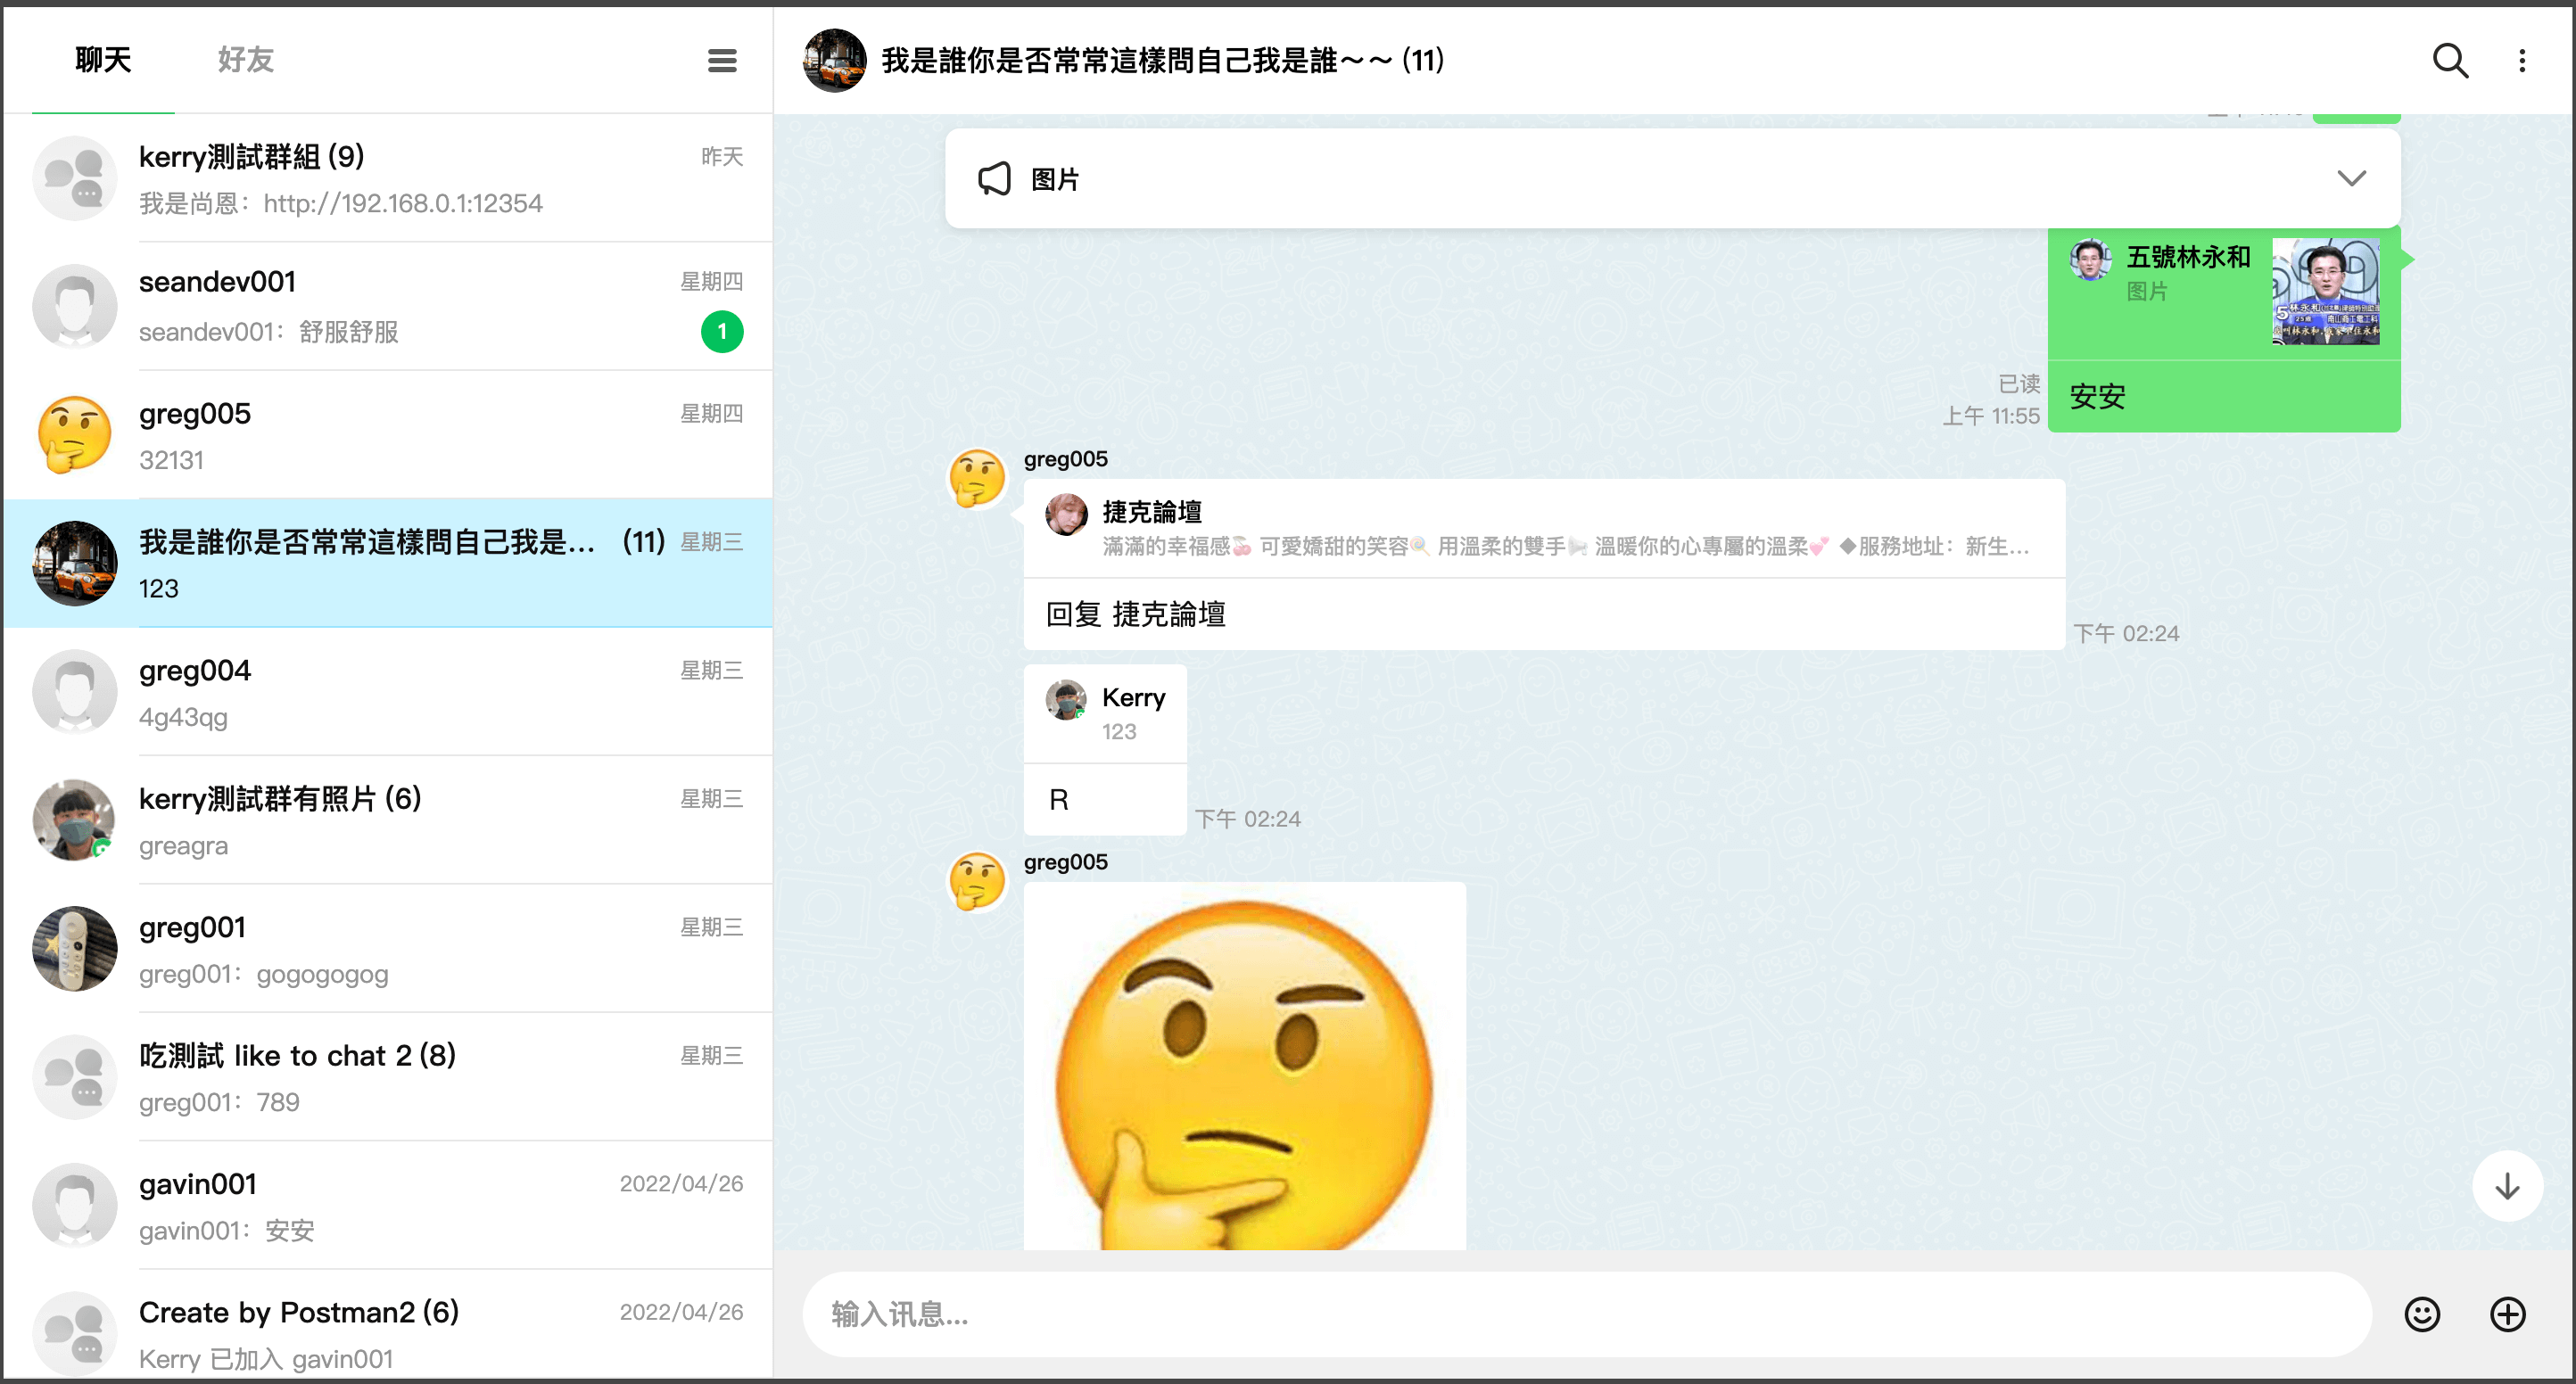 聊天
好友
kerry測試群組 (9)
昨天
我是尚恩：http://192.168.0.1:12354
seandev001
星期四
seandev001：舒服舒服
1
greg005
星期四
32131
我是誰你是否常常這樣問自己我是... (11)
星期三
123
greg004
星期三
4g43qg
kerry測試群有照片 (6)
星期三
greagra
greg001
星期三
greg001：gogogogog
吃測試 like to chat 2 (8)
星期三
greg001：789
gavin001
2022/04/26
gavin001：安安
Create by Postman2 (6)
2022/04/26
Kerry 已加入 gavin001
我是誰你是否常常這樣問自己我是誰～～ (11)
图片
五號林永和
图片
已读
上午 11:55
安安
greg005
捷克論壇
滿滿的幸福感🍒 可愛嬌甜的笑容🍭 用溫柔的雙手 溫暖你的心專屬的溫柔💕 ◆服務地址：新生...
回复 捷克論壇
下午 02:24
Kerry
123
R
下午 02:24
greg005
输入讯息...